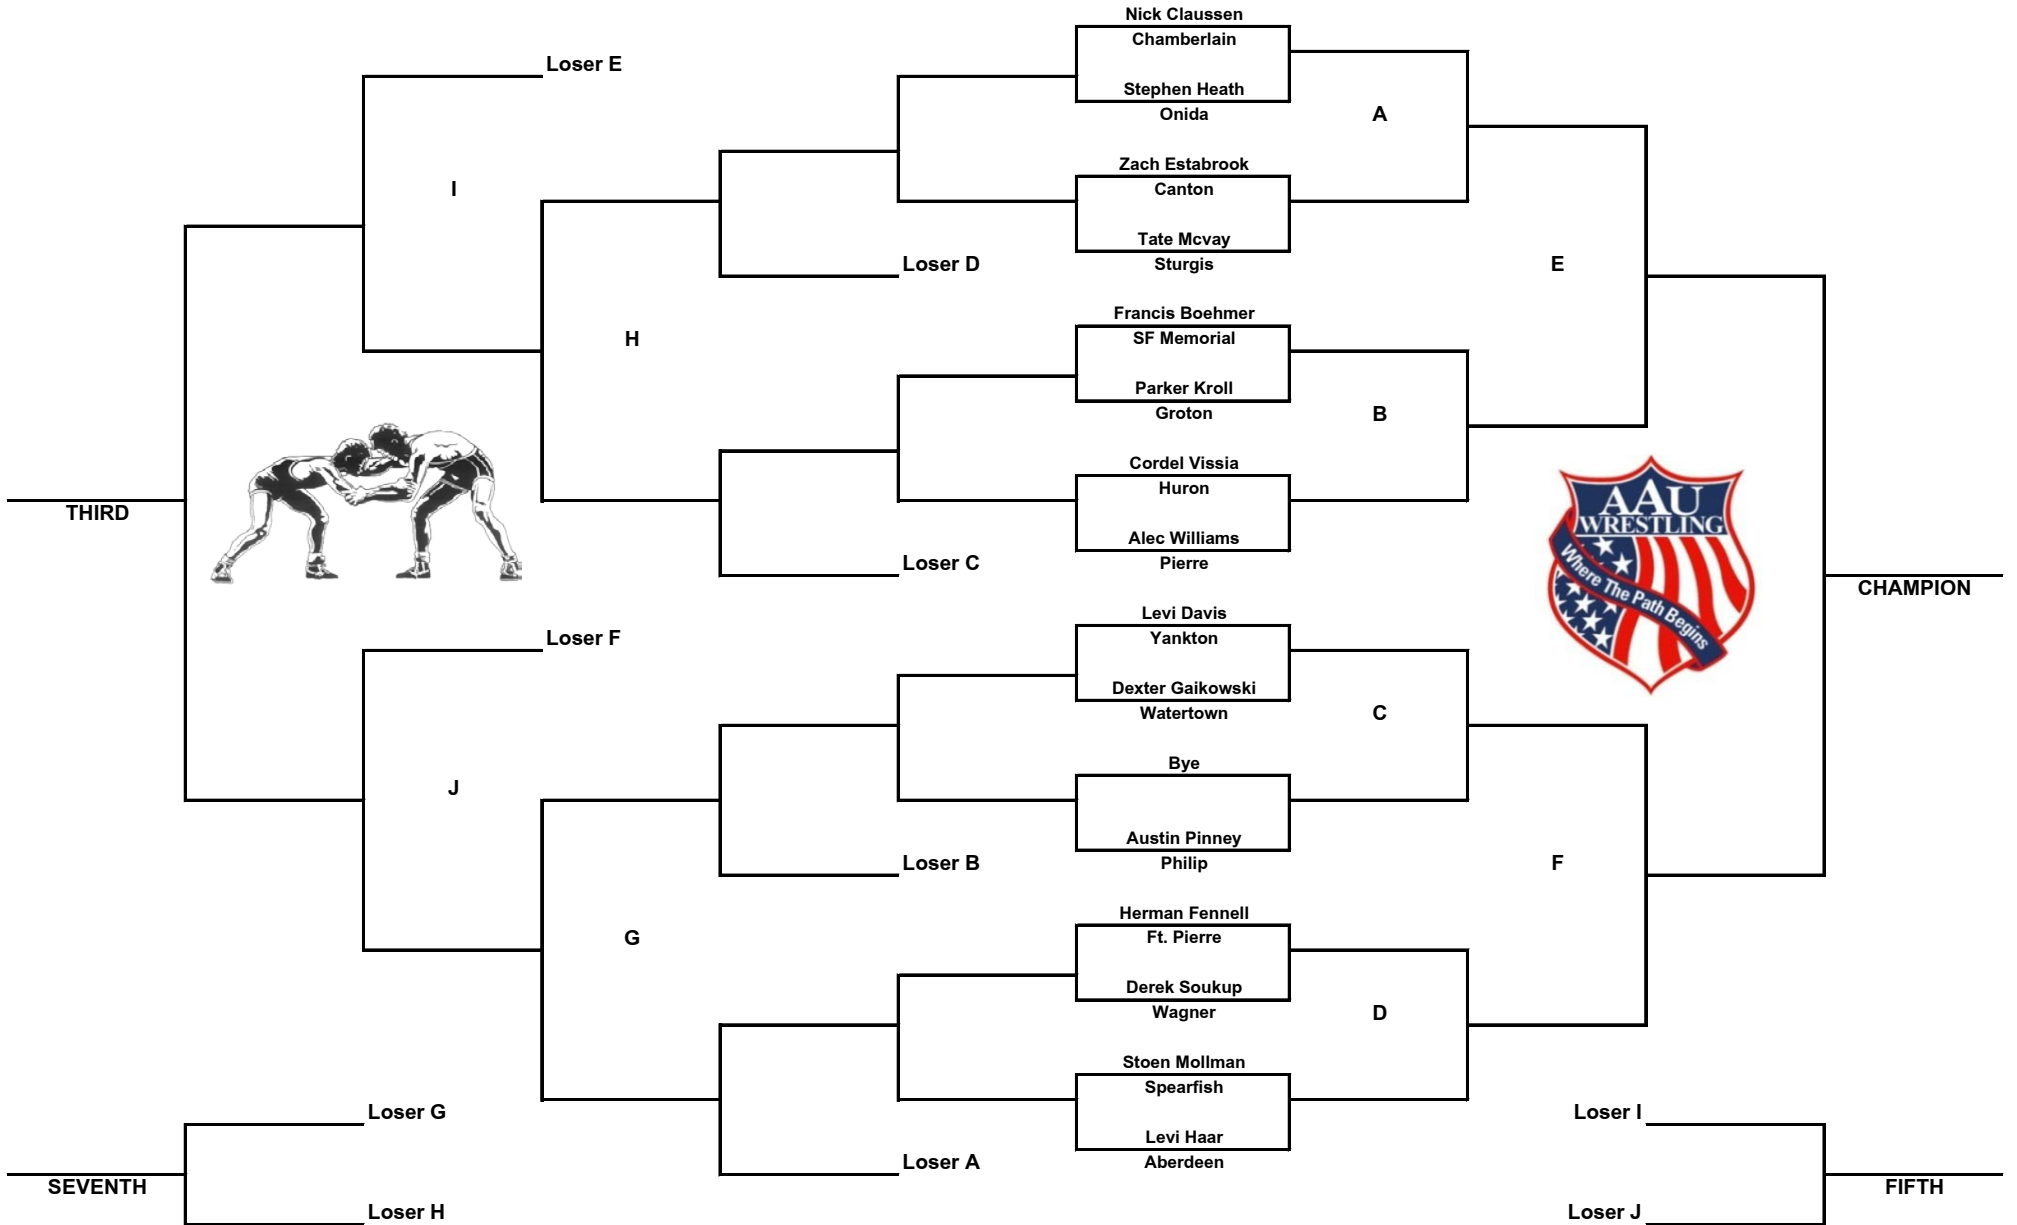 Nick Claussen
Chamberlain
Loser E
Stephen Heath
Onida
A
Zach Estabrook
Canton
I
Tate Mcvay
Sturgis
Loser D
E
Francis Boehmer
SF Memorial
H
Parker Kroll
Groton
B
Cordel Vissia
Huron
THIRD
Alec Williams
Pierre
Loser C
AAU
WRESTLING
Where The Path Begins
CHAMPION
Levi Davis
Yankton
Loser F
Dexter Gaikowski
Watertown
C
Bye
J
Austin Pinney
Philip
Loser B
F
Herman Fennell
Ft. Pierre
G
Derek Soukup
Wagner
D
Stoen Mollman
Spearfish
Loser G
Loser I
Levi Haar
Aberdeen
Loser A
SEVENTH
FIFTH
Loser H
Loser J